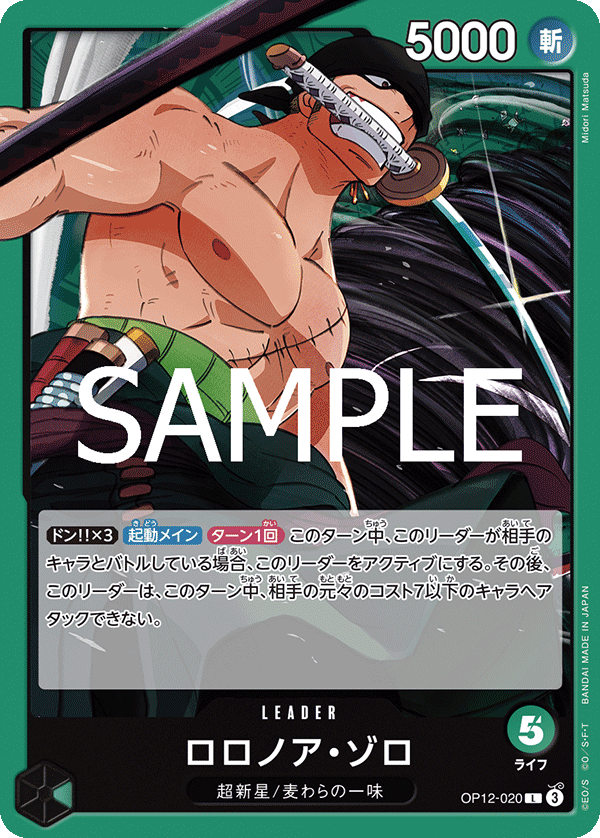 5000 斬
Midori Matsuda
SAMPLE
ドン!!×3 起動メイン ターン1回 このターン中、このリーダーが相手の
キャラとバトルしている場合、このリーダーをアクティブにする。その後、
このリーダーは、このターン中、相手の元々のコスト7以下のキャラへア
タックできない。
LEADER
5
ロロノア・ゾロ
ライフ
超新星/麦わらの一味
OP12-020 L 3
©E.O/S ©O/S・F・T BANDAI MADE IN JAPAN